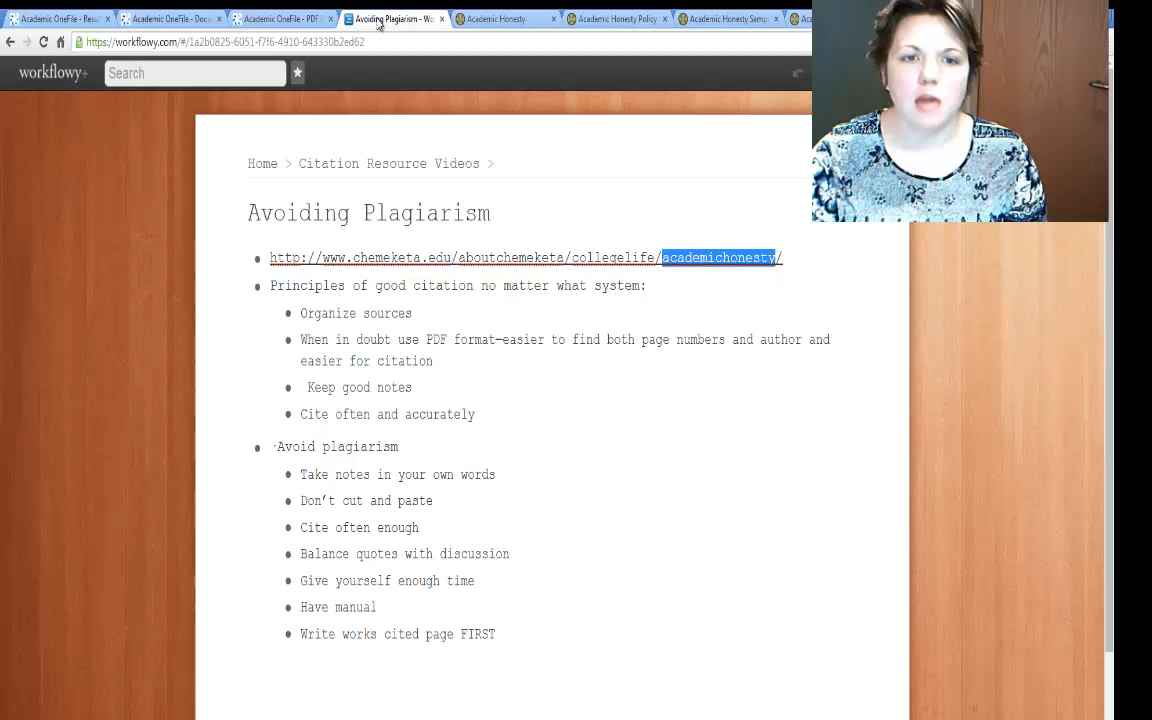 Academic OneFile - Resu
Academic OneFile - Docu
Academic OneFile - PDF
Avoiding Plagiarism - Wo
Academic Honesty
Academic Honesty Policy
Academic Honesty Samp
Aca
https://workflowy.com/#/1a2b0825-6051-f7f6-4910-643330b2ed62
workflowy+
Search
Home > Citation Resource Videos >
Avoiding Plagiarism
http://www.chemeketa.edu/aboutchemeketa/collegelife/academichonesty/
Principles of good citation no matter what system:
Organize sources
When in doubt use PDF format—easier to find both page numbers and author and
easier for citation
Keep good notes
Cite often and accurately
·Avoid plagiarism
Take notes in your own words
Don't cut and paste
Cite often enough
Balance quotes with discussion
Give yourself enough time
Have manual
Write works cited page FIRST